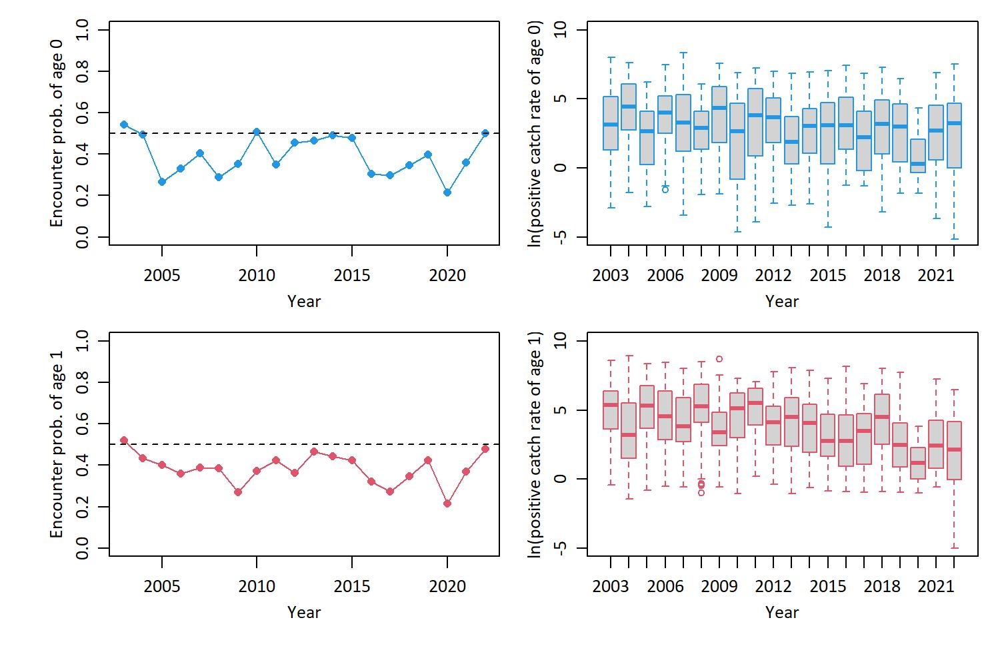 Encounter prob. of age 0
1.0
0.8
0.6
0.4
0.2
0.0
2005 2010 2015 2020
Year
ln(positive catch rate of age 0)
10
5
0
-5
2003 2006 2009 2012 2015 2018 2021
Year
Encounter prob. of age 1
1.0
0.8
0.6
0.4
0.2
0.0
2005 2010 2015 2020
Year
ln(positive catch rate of age 1)
10
5
0
-5
2003 2006 2009 2012 2015 2018 2021
Year